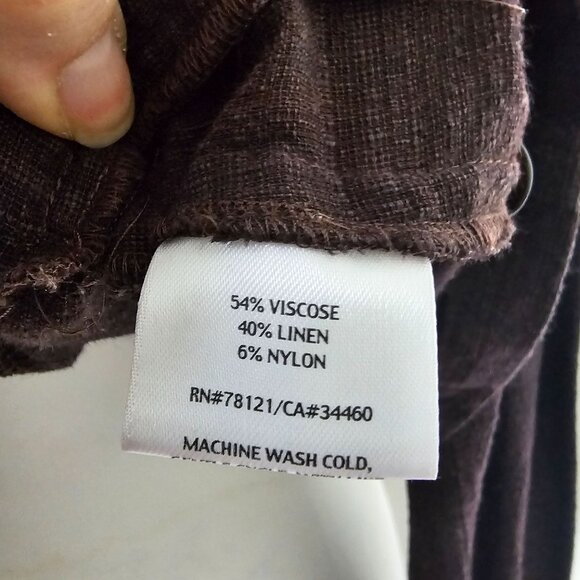 54% VISCOSE
40% LINEN
6% NYLON
RN#78121/CA#34460
MACHINE WASH COLD,